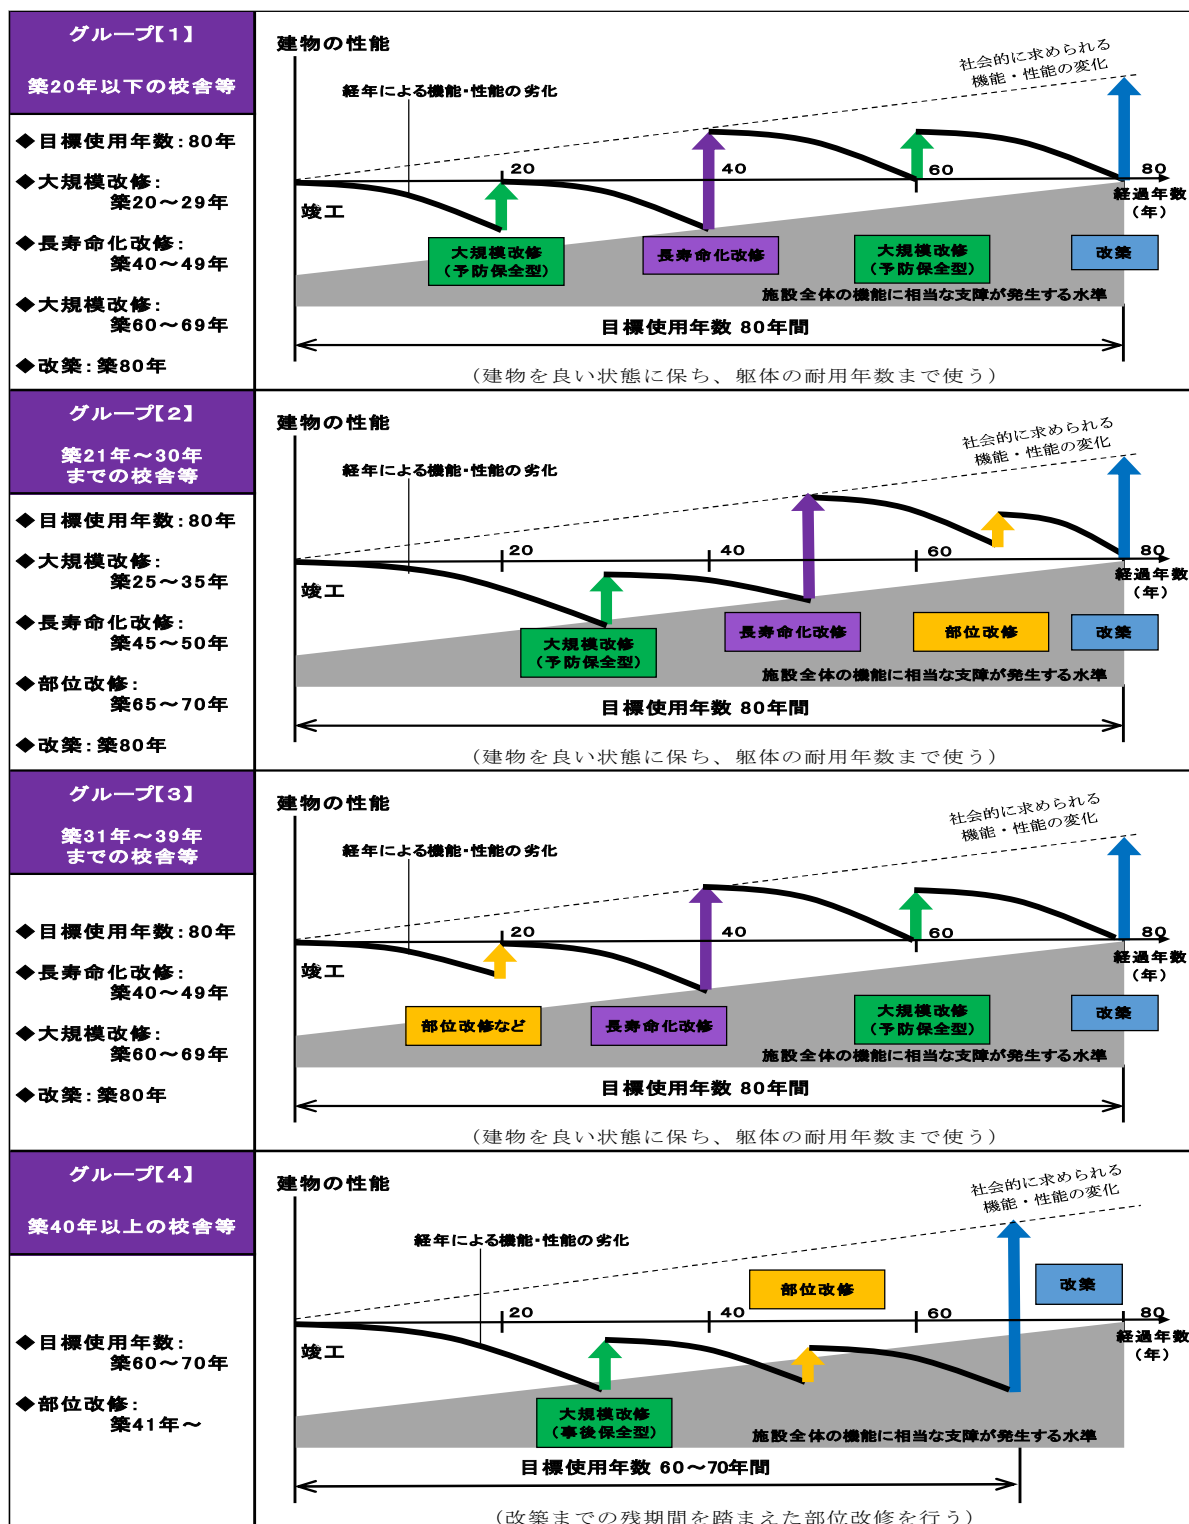 グループ【1】
築20年以下の校舎等
◆目標使用年数:80年
◆大規模改修:
築20～29年
◆長寿命化改修:
築40～49年
◆大規模改修:
築60～69年
◆改築:築80年
建物の性能
経年による機能・性能の劣化
社会的に求められる
機能・性能の変化
20
40
60
80
竣工
経過年数
(年)
大規模改修
(予防保全型)
長寿命化改修
大規模改修
(予防保全型)
改築
施設全体の機能に相当な支障が発生する水準
目標使用年数 80年間
(建物を良い状態に保ち、躯体の耐用年数まで使う)
グループ【2】
築21年～30年
までの校舎等
◆目標使用年数:80年
◆大規模改修:
築25～35年
◆長寿命化改修:
築45～50年
◆部位改修:
築65～70年
◆改築:築80年
建物の性能
経年による機能・性能の劣化
社会的に求められる
機能・性能の変化
20
40
60
80
竣工
経過年数
(年)
大規模改修
(予防保全型)
長寿命化改修
部位改修
改築
施設全体の機能に相当な支障が発生する水準
目標使用年数 80年間
(建物を良い状態に保ち、躯体の耐用年数まで使う)
グループ【3】
築31年～39年
までの校舎等
◆目標使用年数:80年
◆長寿命化改修:
築40～49年
◆大規模改修:
築60～69年
◆改築:築80年
建物の性能
経年による機能・性能の劣化
社会的に求められる
機能・性能の変化
20
40
60
80
竣工
経過年数
(年)
部位改修など
長寿命化改修
大規模改修
(予防保全型)
改築
施設全体の機能に相当な支障が発生する水準
目標使用年数 80年間
(建物を良い状態に保ち、躯体の耐用年数まで使う)
グループ【4】
築40年以上の校舎等
◆目標使用年数:
築60～70年
◆部位改修:
築41年～
建物の性能
経年による機能・性能の劣化
社会的に求められる
機能・性能の変化
部位改修
改築
20
40
60
80
竣工
経過年数
(年)
大規模改修
(事後保全型)
施設全体の機能に相当な支障が発生する水準
目標使用年数 60～70年間
(改築までの残期間を踏まえた部位改修を行う)